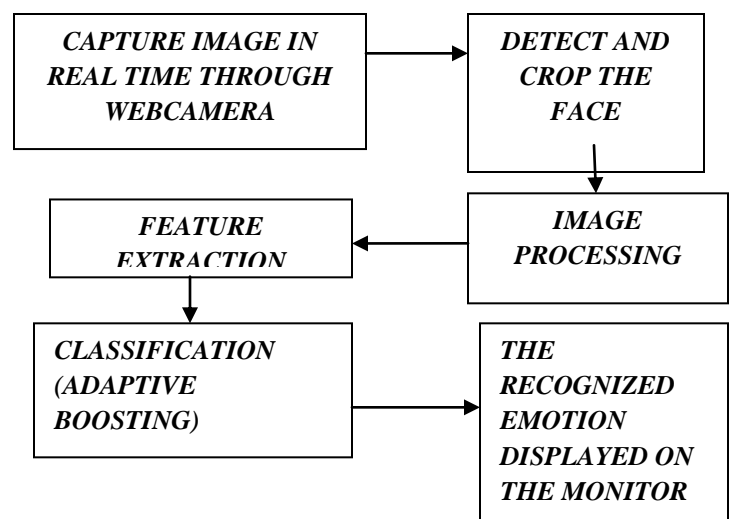 CAPTURE IMAGE IN
REAL TIME THROUGH
WEBCAMERA
DETECT AND
CROP THE
FACE
IMAGE
PROCESSING
FEATURE
EXTRACTION
CLASSIFICATION
(ADAPTIVE
BOOSTING)
THE
RECOGNIZED
EMOTION
DISPLAYED ON
THE MONITOR